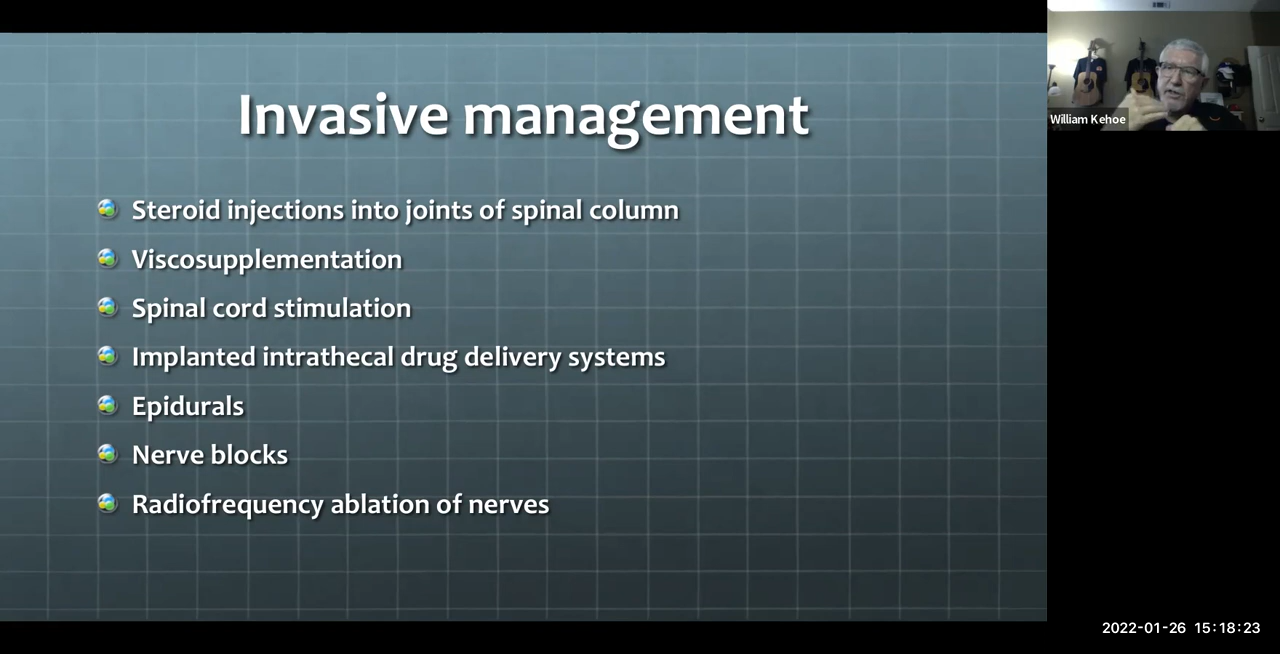 Invasive management
Steroid injections into joints of spinal column
Viscosupplementation
Spinal cord stimulation
Implanted intrathecal drug delivery systems
Epidurals
Nerve blocks
Radiofrequency ablation of nerves
William Kehoe
2022-01-26 15:18:23